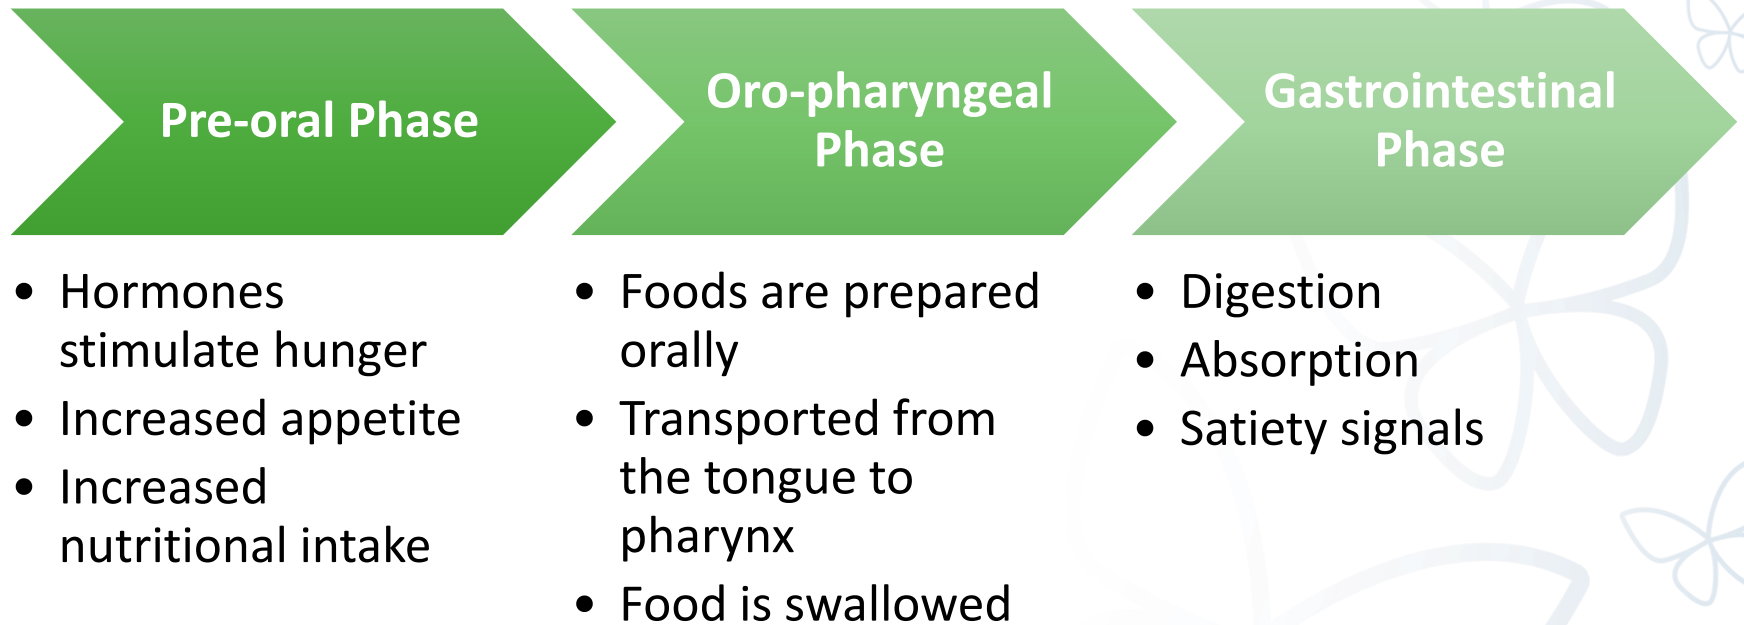 Pre-oral Phase
• Hormones
stimulate hunger
• Increased appetite
• Increased
nutritional intake
Oro-pharyngeal
Phase
• Foods are prepared
orally
• Transported from
the tongue to
pharynx
• Food is swallowed
Gastrointestinal
Phase
• Digestion
• Absorption
• Satiety signals